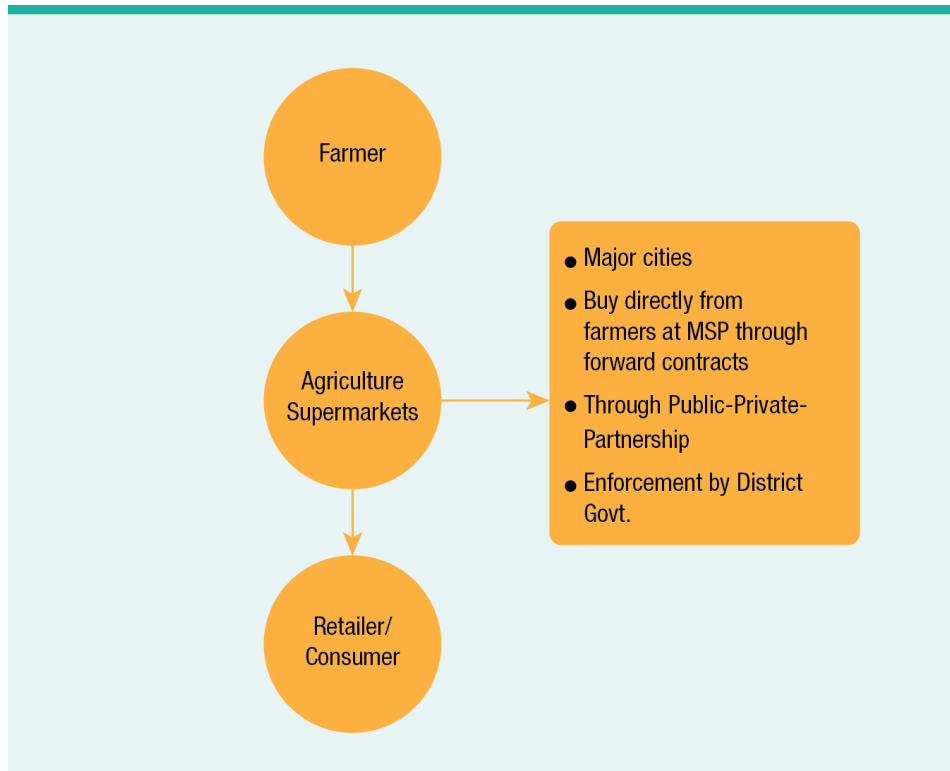 Farmer
Agriculture
Supermarkets
● Major cities
● Buy directly from
farmers at MSP through
forward contracts
● Through Public-Private-
Partnership
● Enforcement by District
Govt.
Retailer/
Consumer